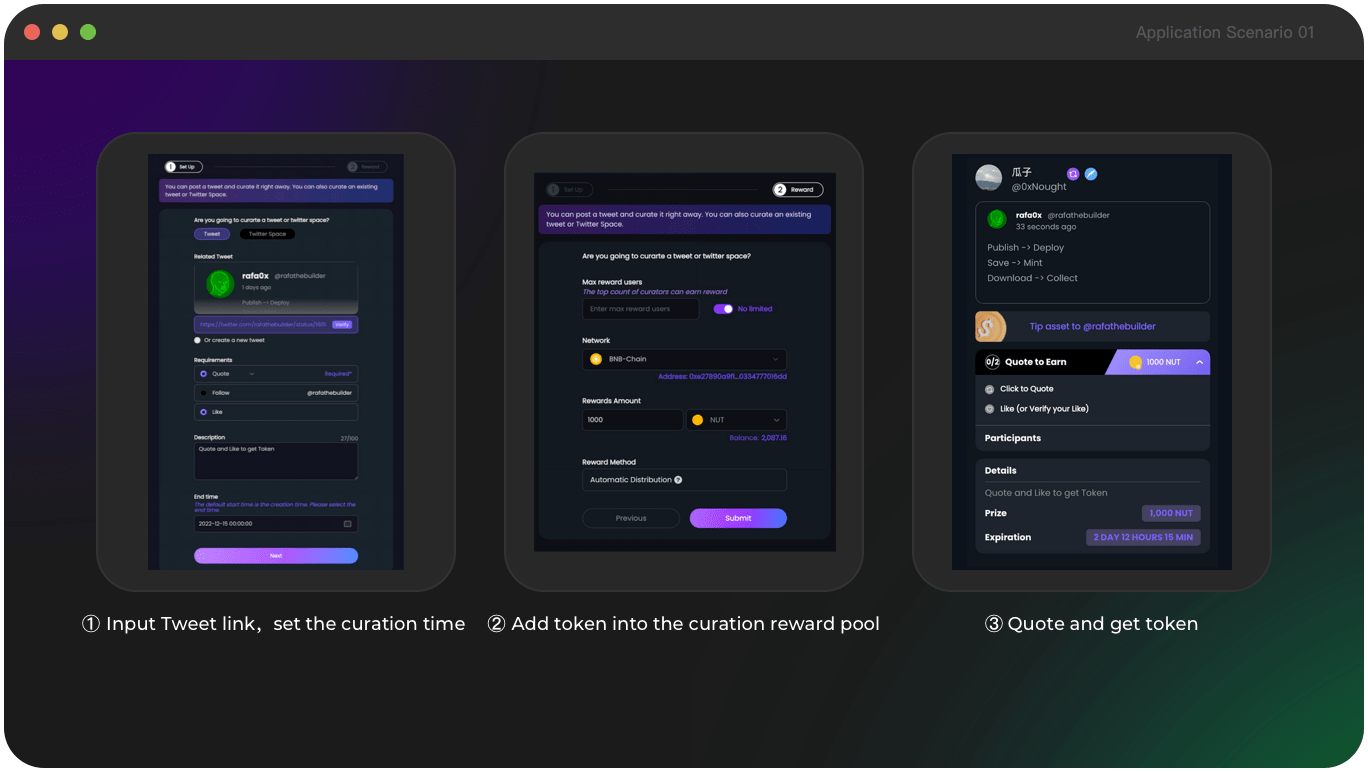 Application Scenario 01
1 Set Up
2 Reward
You can post a tweet and curate it right away. You can also curate an existing
tweet or Twitter Space.
Are you going to curarte a tweet or twitter space?
Tweet
Twitter Space
Related Tweet
rafa0x @rafathebuilder
1 days ago
Publish -> Deploy
Verify
Or create a new tweet
Requirements
Quote
Required*
Follow
@rafathebuilder
Like
Description
27/100
Quote and Like to get Token
End time
The default start time is the creation time. Please select the
end time.
2022-12-15 00:00:00
Next
① Input Tweet link，set the curation time
1 Set Up
2 Reward
You can post a tweet and curate it right away. You can also curate an existing
tweet or Twitter Space.
Are you going to curarte a tweet or twitter space?
Max reward users
The top count of curators can earn reward
Enter max reward users
No limited
Network
BNB-Chain
Address: 0xe27890a9f1...0334777016dd
Rewards Amount
1000
NUT
Balance: 2,087.16
Reward Method
Automatic Distribution ?
Previous
Submit
② Add token into the curation reward pool
瓜子
@0xNought
rafa0x @rafathebuilder
33 seconds ago
Publish -> Deploy
Save -> Mint
Download -> Collect
Tip asset to @rafathebuilder
0/2 Quote to Earn
1000 NUT
Click to Quote
Like (or Verify your Like)
Participants
Details
Quote and Like to get Token
Prize
1,000 NUT
Expiration
2 DAY 12 HOURS 15 MIN
③ Quote and get token